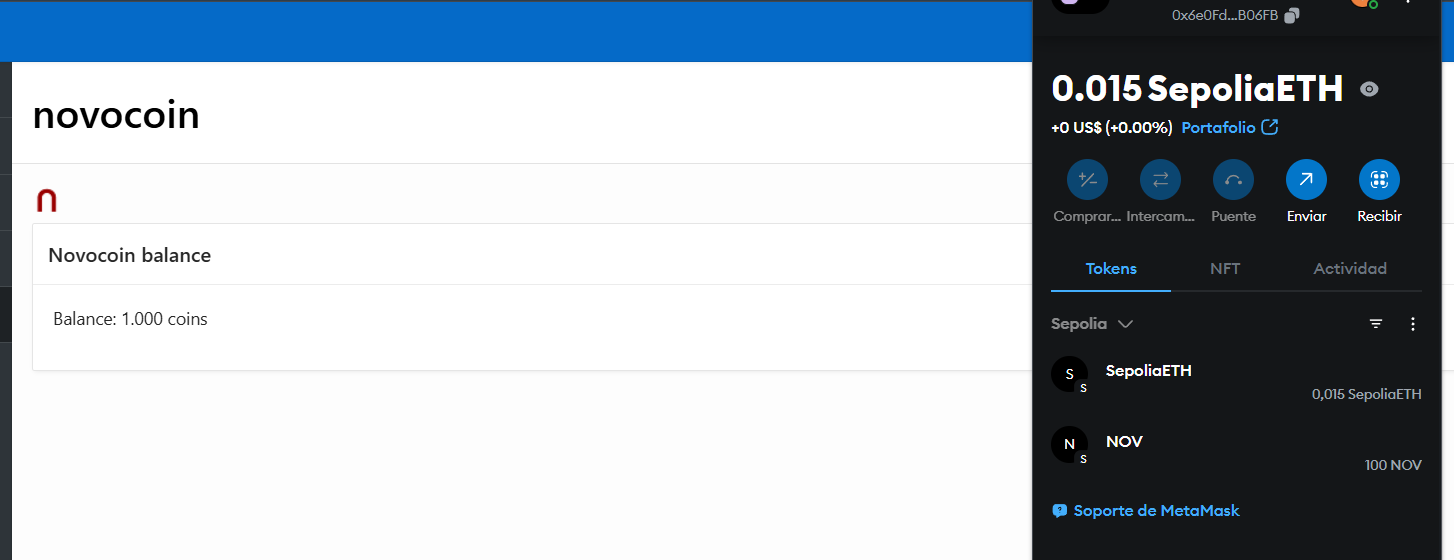 0x6e0Fd...B06FB
novocoin
n
Novocoin balance
Balance: 1.000 coins
0.015 SepoliaETH
+0 US$ (+0.00%) Portafolio
Comprar... Intercam... Puente Enviar Recibir
Tokens NFT Actividad
Sepolia
S
S
SepoliaETH
0,015 SepoliaETH
N
S
NOV
100 NOV
Soporte de MetaMask